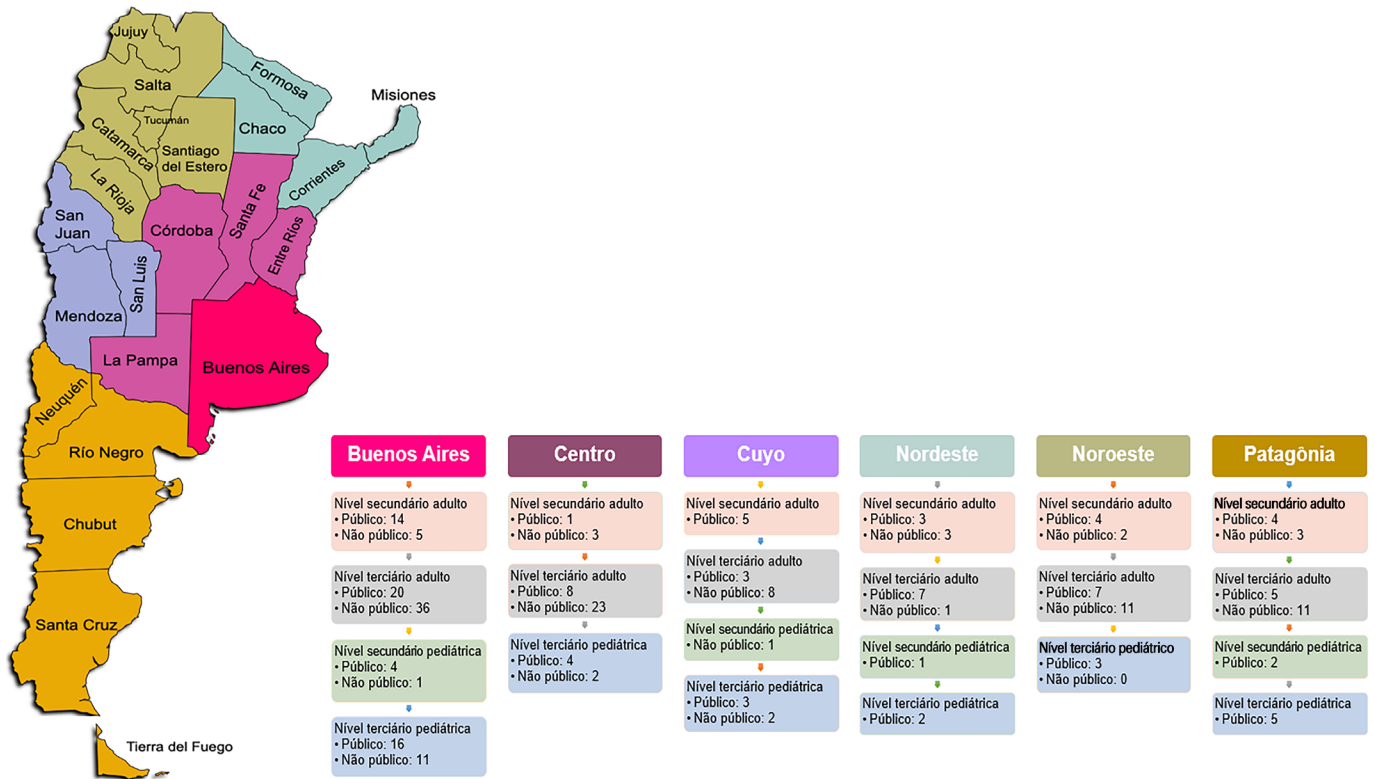 Jujuy
Salta
Formosa
Misiones
Tucumán
Chaco
Catamarca
Santiago
del Estero
Corrientes
La Rioja
San
Juan
Córdoba
Santa Fe
Entre Ríos
San Luis
Mendoza
La Pampa
Buenos Aires
Neuquén
Río Negro
Chubut
Santa Cruz
Tierra del Fuego
Buenos Aires
Nível secundário adulto
• Público: 14
• Não público: 5
Nível terciário adulto
• Público: 20
• Não público: 36
Nível secundário pediátrica
• Público: 4
• Não público: 1
Nível terciário pediátrica
• Público: 16
• Não público: 11
Centro
Nível secundário adulto
• Público: 1
• Não público: 3
Nível terciário adulto
• Público: 8
• Não público: 23
Nível terciário pediátrica
• Público: 4
• Não público: 2
Cuyo
Nível secundário adulto
• Público: 5
Nível terciário adulto
• Público: 3
• Não público: 8
Nível secundário pediátrica
• Não público: 1
Nível terciário pediátrica
• Público: 3
• Não público: 2
Nordeste
Nível secundário adulto
• Público: 3
• Não público: 3
Nível terciário adulto
• Público: 7
• Não público: 1
Nível secundário pediátrica
• Público: 1
Nível terciário pediátrica
• Público: 2
Noroeste
Nível secundário adulto
• Público: 4
• Não público: 2
Nível terciário adulto
• Público: 7
• Não público: 11
Nível terciário pediátrico
• Público: 3
• Não público: 0
Patagônia
Nível secundário adulto
• Público: 4
• Não público: 3
Nível terciário adulto
• Público: 5
• Não público: 11
Nível secundário pediátrica
• Público: 2
Nível terciário pediátrica
• Público: 5